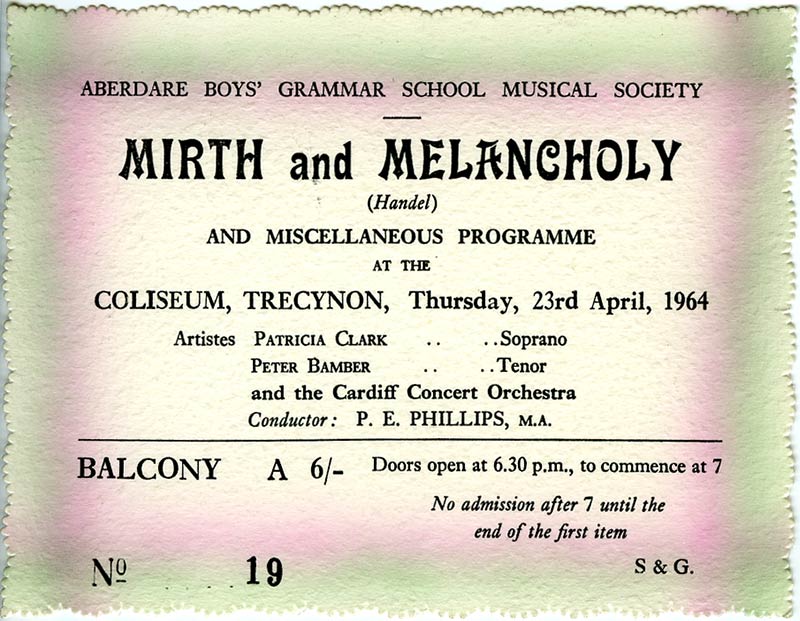 ABERDARE BOYS' GRAMMAR SCHOOL MUSICAL SOCIETY
MIRTH and MELANCHOLY
(Handel)
AND MISCELLANEOUS PROGRAMME
AT THE
COLISEUM, TRECYNON, Thursday, 23rd April, 1964
Artistes PATRICIA CLARK .. ..Soprano
PETER BAMBER .. ..Tenor
and the Cardiff Concert Orchestra
Conductor: P. E. PHILLIPS, M.A.
BALCONY A 6/- Doors open at 6.30 p.m., to commence at 7
No admission after 7 until the
end of the first item
Nº 19 S & G.